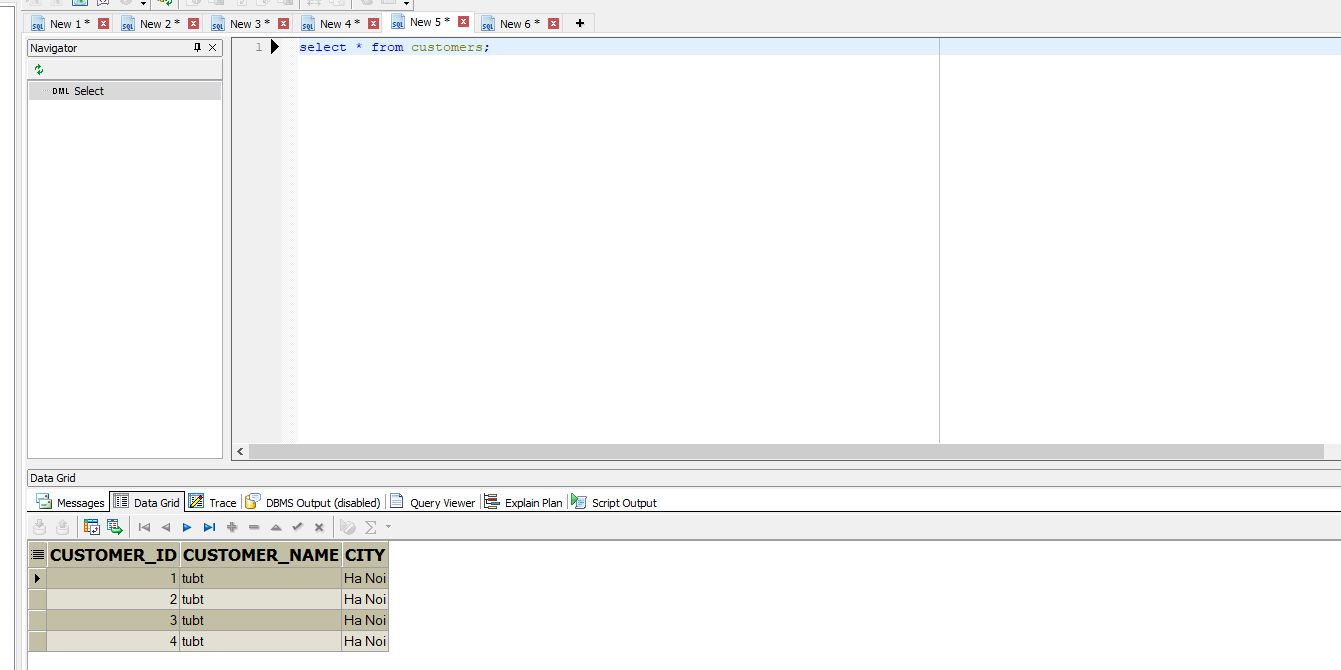 New 1 * New 2 * New 3 * New 4 * New 5 * New 6 * +
Navigator
1 select * from customers;
DML Select
Data Grid
Messages Data Grid Trace DBMS Output (disabled) Query Viewer Explain Plan Script Output
CUSTOMER_ID CUSTOMER_NAME CITY
1 tubt Ha Noi
2 tubt Ha Noi
3 tubt Ha Noi
4 tubt Ha Noi